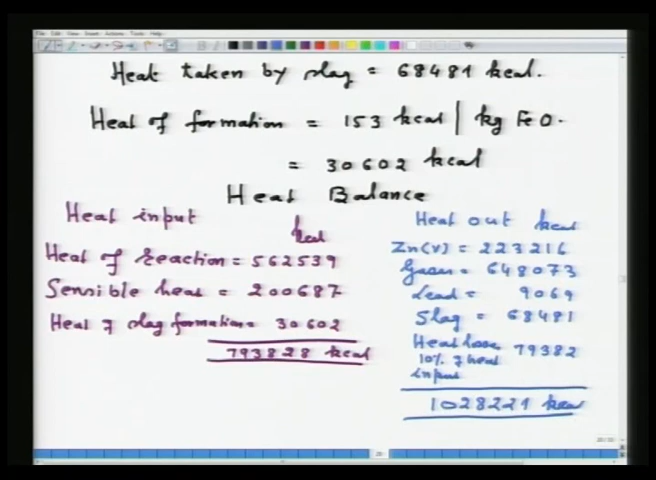 Heat taken by slag = 68481 kcal.
Heat of formation = 153 kcal | kg FeO.
= 30602 kcal
Heat Balance
Heat input kcal
Heat of reaction = 562539
Sensible heat = 200687
Heat of slag formation = 30602
793828 kcal
Heat out kcal
Zn(v) = 223216
Gases = 648073
Lead = 9069
Slag = 68481
Heat loss 79382
10% of heat
input
1028221 kcal